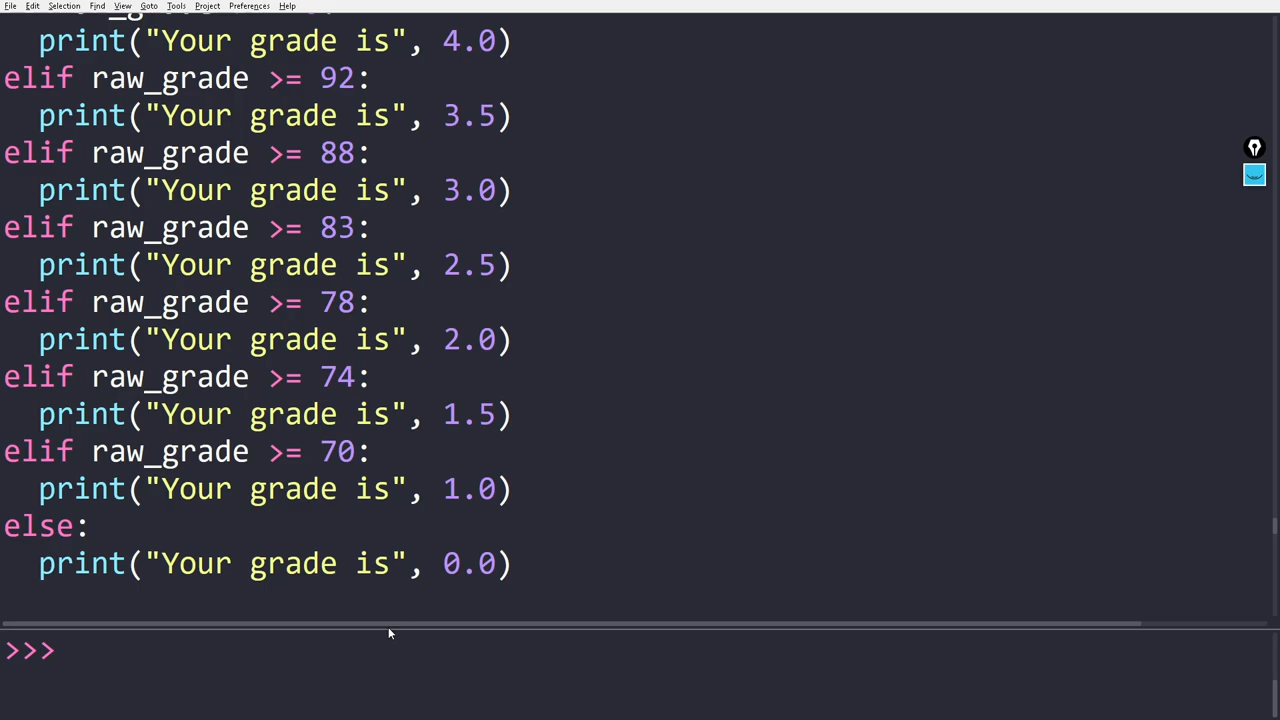 File Edit Selection Find View Goto Tools Project Preferences Help
print("Your grade is", 4.0)
elif raw_grade >= 92:
print("Your grade is", 3.5)
elif raw_grade >= 88:
print("Your grade is", 3.0)
elif raw_grade >= 83:
print("Your grade is", 2.5)
elif raw_grade >= 78:
print("Your grade is", 2.0)
elif raw_grade >= 74:
print("Your grade is", 1.5)
elif raw_grade >= 70:
print("Your grade is", 1.0)
else:
print("Your grade is", 0.0)
>>>